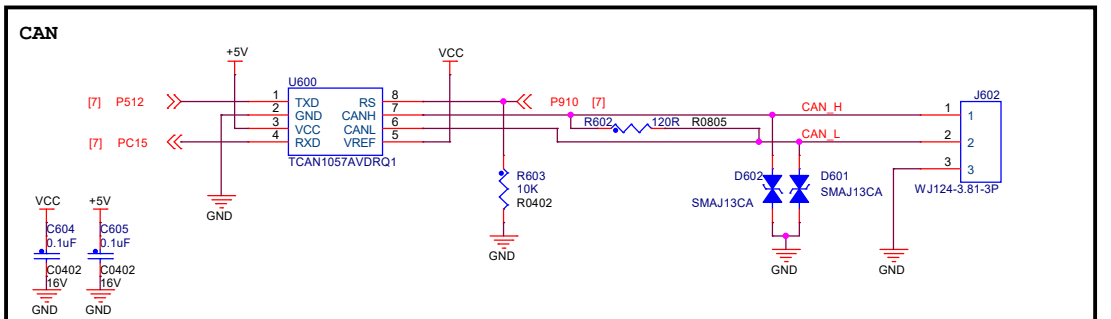 CAN
+5V
VCC
U600
J602
[7] P512
1 TXD RS 8
P910 [7]
2 GND CANH 7
CAN_H
1 1
3 VCC CANL 6
R602 120R R0805
CAN_L
2 2
[7] PC15
4 RXD VREF 5
TCAN1057AVDRQ1
3 3
WJ124-3.81-3P
R603
10K
R0402
D602
SMAJ13CA
D601
SMAJ13CA
GND
GND
GND
GND
VCC
+5V
C604
0.1uF
C0402
16V
GND
C605
0.1uF
C0402
16V
GND